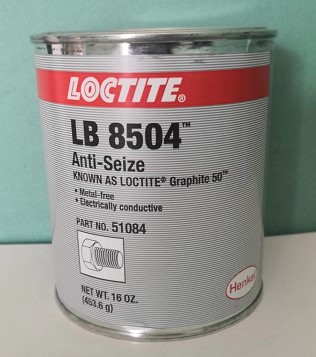 LOCTITE®
LB 8504™
Anti-Seize
KNOWN AS LOCTITE® Graphite 50™
• Metal-free
• Electrically conductive
PART NO. 51084
Henkel
NET WT. 16 OZ.
(453.6 g)